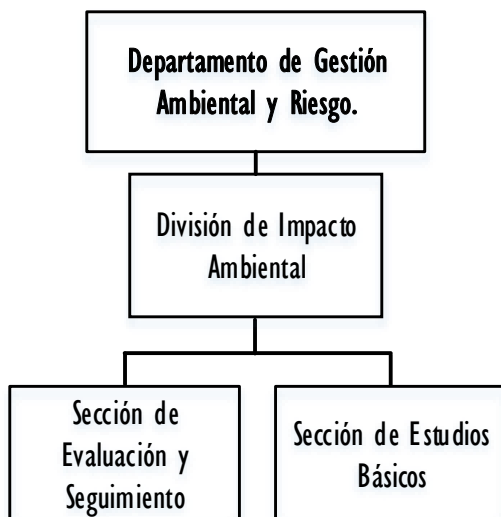 Departamento de Gestión
Ambiental y Riesgo.
División de Impacto
Ambiental
Sección de
Evaluación y
Seguimiento
Sección de Estudios
Básicos